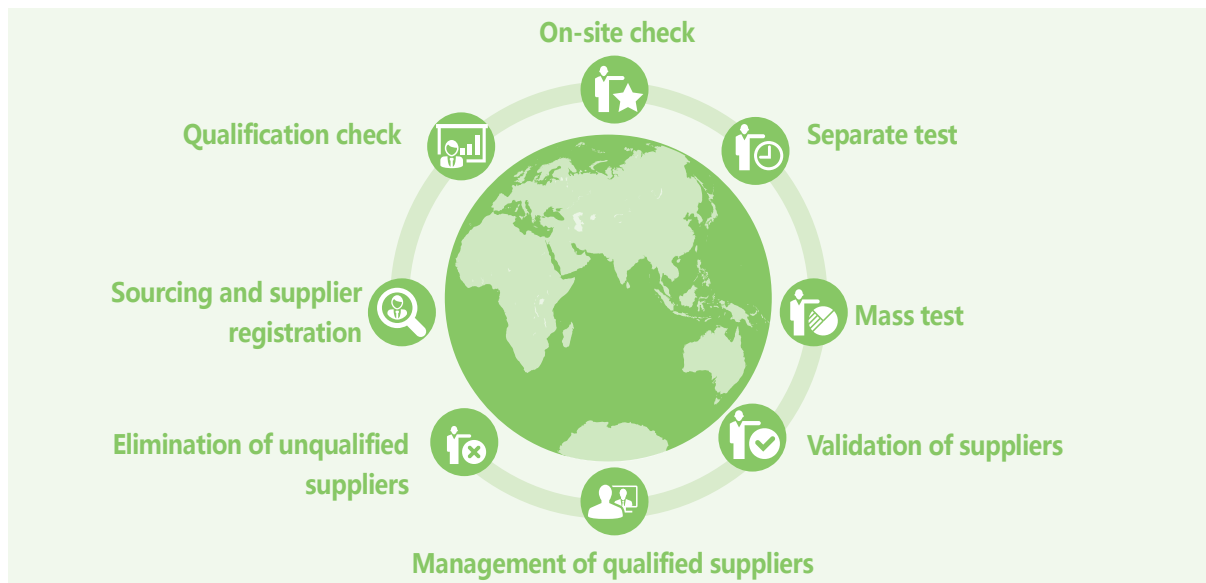 On-site check
Qualification check
Separate test
Sourcing and supplier
registration
Mass test
Elimination of unqualified
suppliers
Validation of suppliers
Management of qualified suppliers